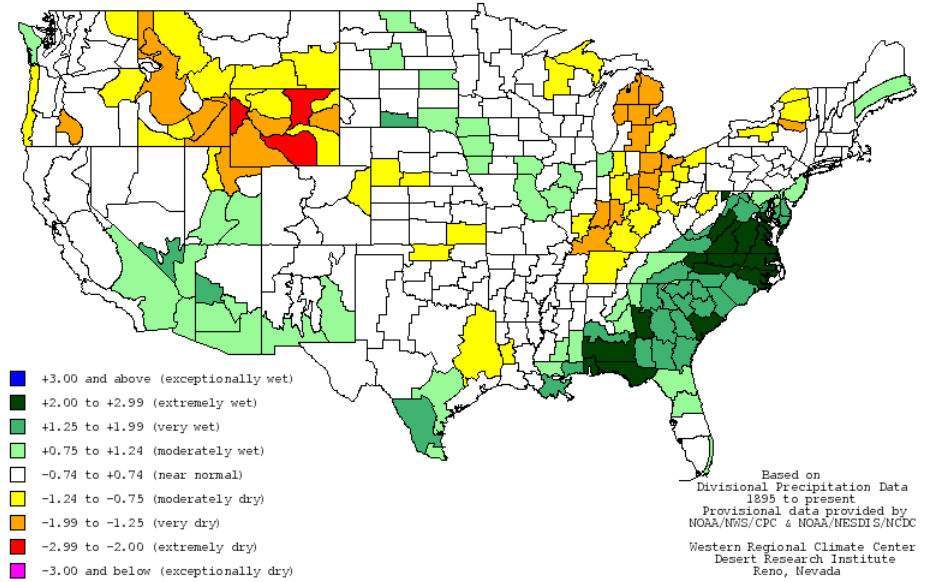 +3.00 and above (exceptionally wet)
+2.00 to +2.99 (extremely wet)
+1.25 to +1.99 (very wet)
+0.75 to +1.24 (moderately wet)
-0.74 to +0.74 (near normal)
-1.24 to -0.75 (moderately dry)
-1.99 to -1.25 (very dry)
-2.99 to -2.00 (extremely dry)
-3.00 and below (exceptionally dry)
Based on
Divisional Precipitation Data
1895 to present
Provisional data provided by
NOAA/NWS/CPC & NOAA/NESDIS/NCDC
Western Regional Climate Center
Desert Research Institute
Reno, Nevada